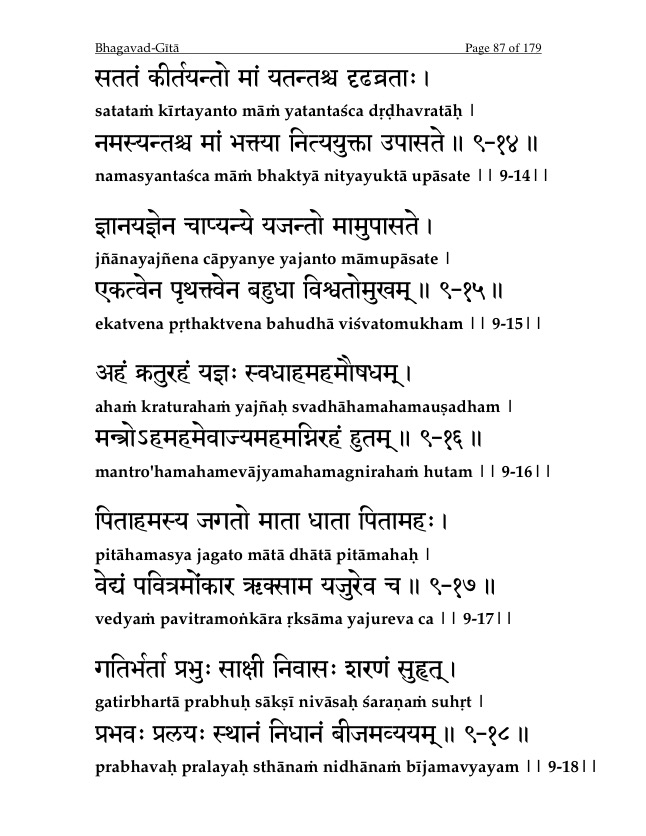 Bhagavad-Gītā Page 87 of 179
सततं कीर्तयन्तो मां यतन्तश्च दृढव्रताः ।
satataṁ kīrtayanto māṁ yatantaśca dṛḍhavratāḥ |
नमस्यन्तश्च मां भक्त्या नित्ययुक्ता उपासते ॥ ९-१४॥
namasyantaśca māṁ bhaktyā nityayuktā upāsate || 9-14||
ज्ञानयज्ञेन चाप्यन्ये यजन्तो मामुपासते ।
jñānayajñena cāpyanye yajanto māmupāsate |
एकत्वेन पृथक्त्वेन बहुधा विश्वतोमुखम् ॥ ९-१५॥
ekatvena pṛthaktvena bahudhā viśvatomukham || 9-15||
अहं क्रतुरहं यज्ञः स्वधाहमहमौषधम् ।
ahaṁ kraturahaṁ yajñaḥ svadhāhamahamauṣadham |
मन्त्रोऽहमहमेवाज्यमहमग्निरहं हुतम् ॥ ९-१६॥
mantro'hamahamevājyamahamagnirahaṁ hutam || 9-16||
पिताहमस्य जगतो माता धाता पितामहः ।
pitāhamasya jagato mātā dhātā pitāmahaḥ |
वेद्यं पवित्रमोंकार ऋक्साम यजुरेव च ॥ ९-१७॥
vedyaṁ pavitramoṅkāra ṛksāma yajureva ca || 9-17||
गतिर्भर्ता प्रभुः साक्षी निवासः शरणं सुहृत् ।
gatirbhartā prabhuḥ sākṣī nivāsaḥ śaraṇaṁ suhṛt |
प्रभवः प्रलयः स्थानं निधानं बीजमव्ययम् ॥ ९-१८॥
prabhavaḥ pralayaḥ sthānaṁ nidhānaṁ bījamavyayam || 9-18||